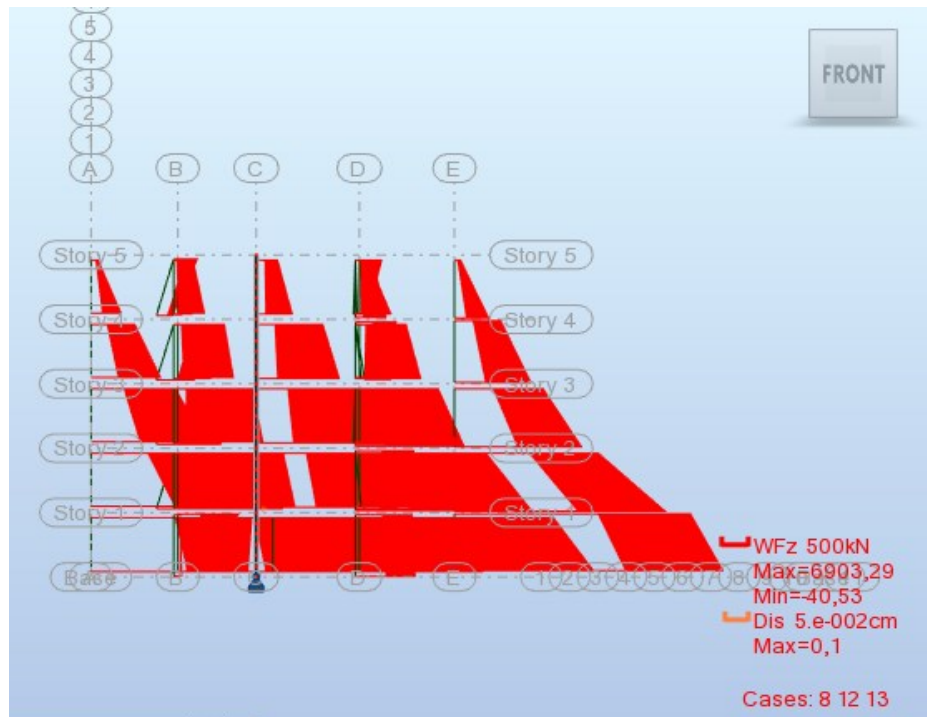 5
4
3
2
1
A B C D E
FRONT
Story 5 Story 5
Story 4 Story 4
Story 3 Story 3
Story 2 Story 2
Story 1 Story 1
Base B D E 1 2 3 4 5 6 7 8
WFz 500kN
Max=6903,29
Min=-40,53
Dis 5.e-002cm
Max=0,1
Cases: 8 12 13